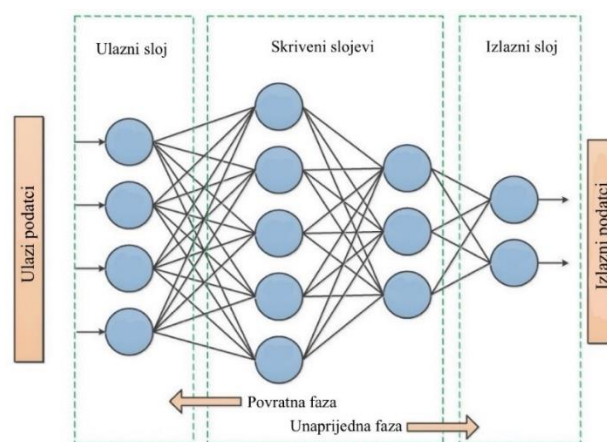 Ulazni sloj
Skriveni slojevi
Izlazni sloj
Ulazi podatci
Izlazni podatci
Povratna faza
Unaprijedna faza